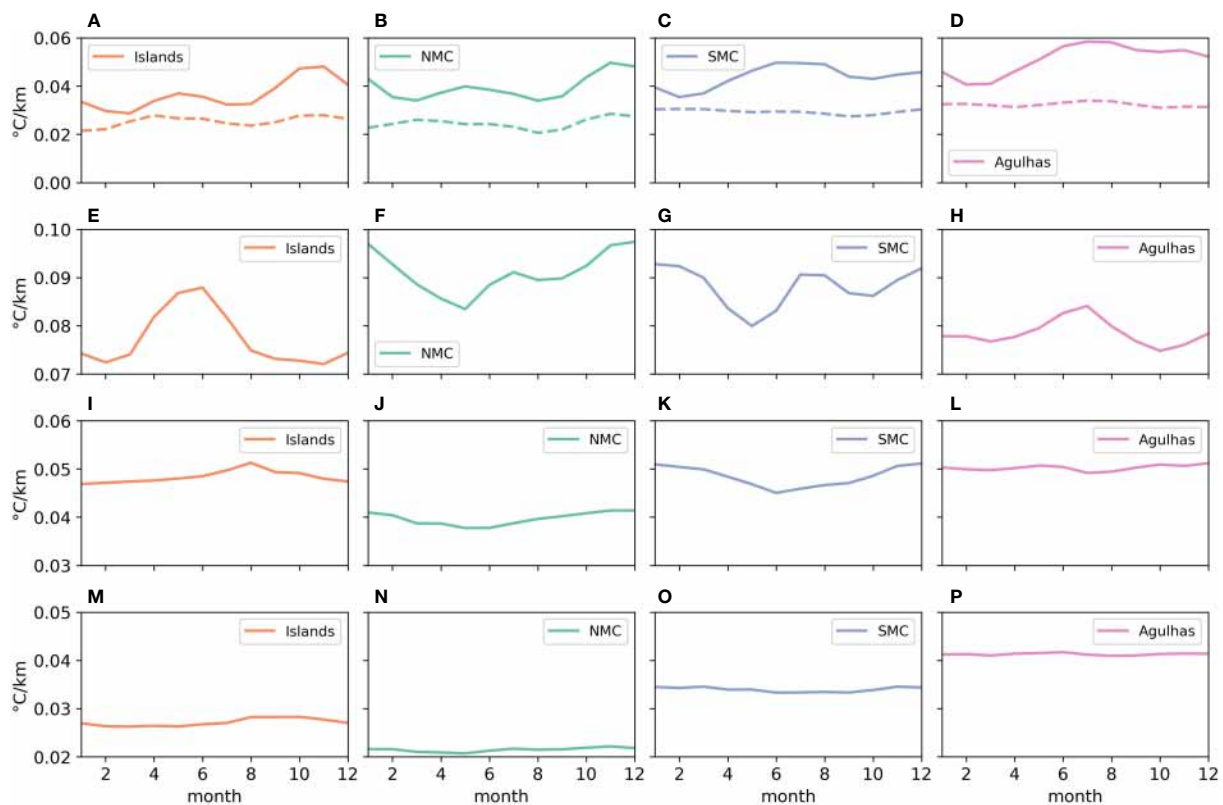 A B C D
0.06
Islands NMC SMC
0.04
°C/km
0.02
Agulhas
0.00
E F G H
0.10
Islands SMC Agulhas
0.09
°C/km
0.08
NMC
0.07
I J K L
0.06
Islands NMC SMC Agulhas
0.05
°C/km
0.04
0.03
M N O P
0.05
Islands NMC SMC Agulhas
0.04
°C/km
0.03
0.02
2 4 6 8 10 12 2 4 6 8 10 12 2 4 6 8 10 12 2 4 6 8 10 12
month month month month